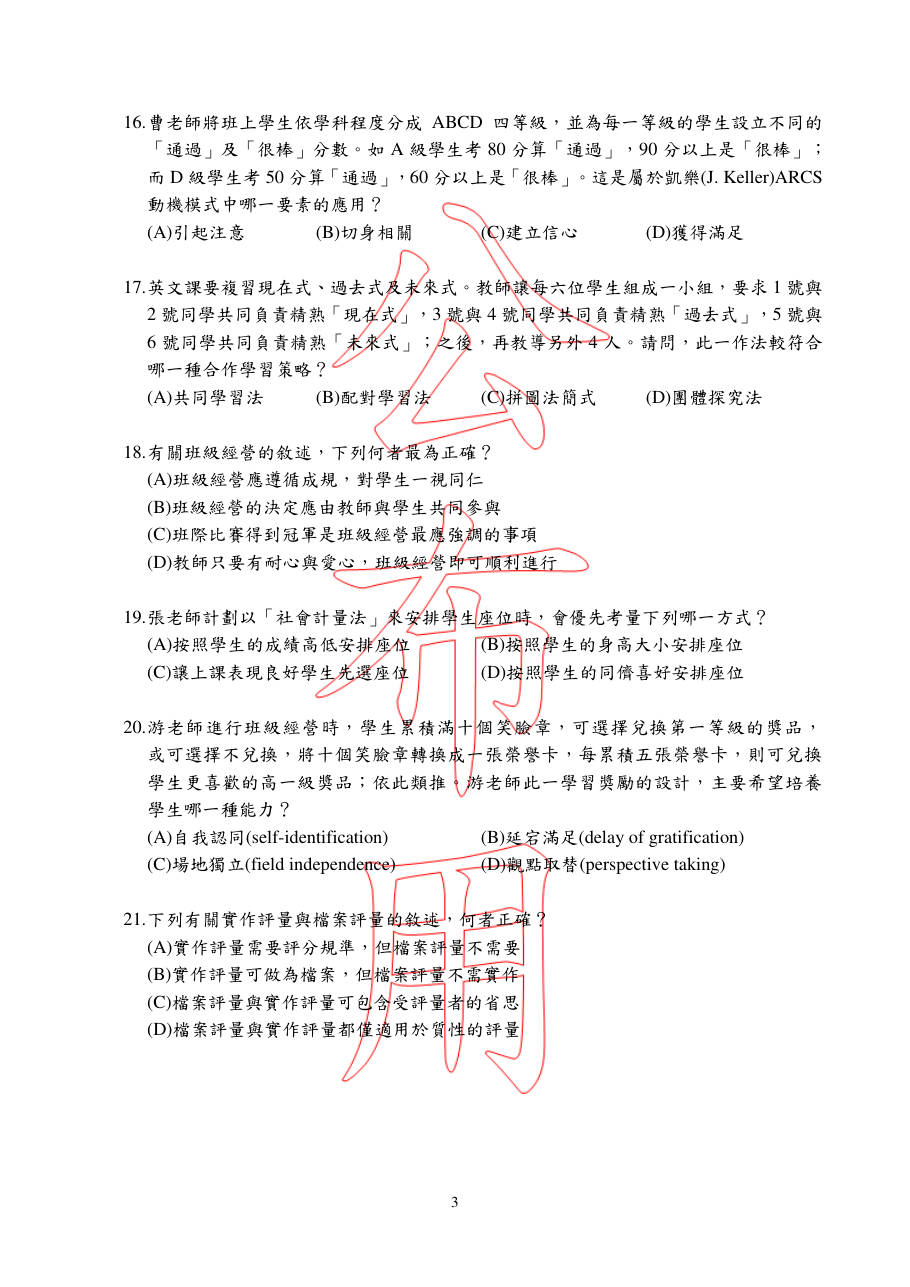 16.曹老師將班上學生依學科程度分成 ABCD 四等級，並為每一等級的學生設立不同的
「通過」及「很棒」分數。如 A 級學生考 80 分算「通過」，90 分以上是「很棒」；
而 D 級學生考 50 分算「通過」，60 分以上是「很棒」。這是屬於凱樂(J. Keller)ARCS
動機模式中哪一要素的應用？
(A)引起注意 (B)切身相關 (C)建立信心 (D)獲得滿足
17.英文課要複習現在式、過去式及未來式。教師讓每六位學生組成一小組，要求 1 號與
2 號同學共同負責精熟「現在式」，3 號與 4 號同學共同負責精熟「過去式」，5 號與
6 號同學共同負責精熟「未來式」；之後，再教導另外 4 人。請問，此一作法較符合
哪一種合作學習策略？
(A)共同學習法 (B)配對學習法 (C)拼圖法簡式 (D)團體探究法
18.有關班級經營的敘述，下列何者最為正確？
(A)班級經營應遵循成規，對學生一視同仁
(B)班級經營的決定應由教師與學生共同參與
(C)班際比賽得到冠軍是班級經營最應強調的事項
(D)教師只要有耐心與愛心，班級經營即可順利進行
19.張老師計劃以「社會計量法」來安排學生座位時，會優先考量下列哪一方式？
(A)按照學生的成績高低安排座位 (B)按照學生的身高大小安排座位
(C)讓上課表現良好學生先選座位 (D)按照學生的同儕喜好安排座位
20.游老師進行班級經營時，學生累積滿十個笑臉章，可選擇兌換第一等級的獎品，
或可選擇不兌換，將十個笑臉章轉換成一張榮譽卡，每累積五張榮譽卡，則可兌換
學生更喜歡的高一級獎品；依此類推。游老師此一學習獎勵的設計，主要希望培養
學生哪一種能力？
(A)自我認同(self-identification) (B)延宕滿足(delay of gratification)
(C)場地獨立(field independence) (D)觀點取替(perspective taking)
21.下列有關實作評量與檔案評量的敘述，何者正確？
(A)實作評量需要評分規準，但檔案評量不需要
(B)實作評量可做為檔案，但檔案評量不需實作
(C)檔案評量與實作評量可包含受評量者的省思
(D)檔案評量與實作評量都僅適用於質性的評量
公布用
3